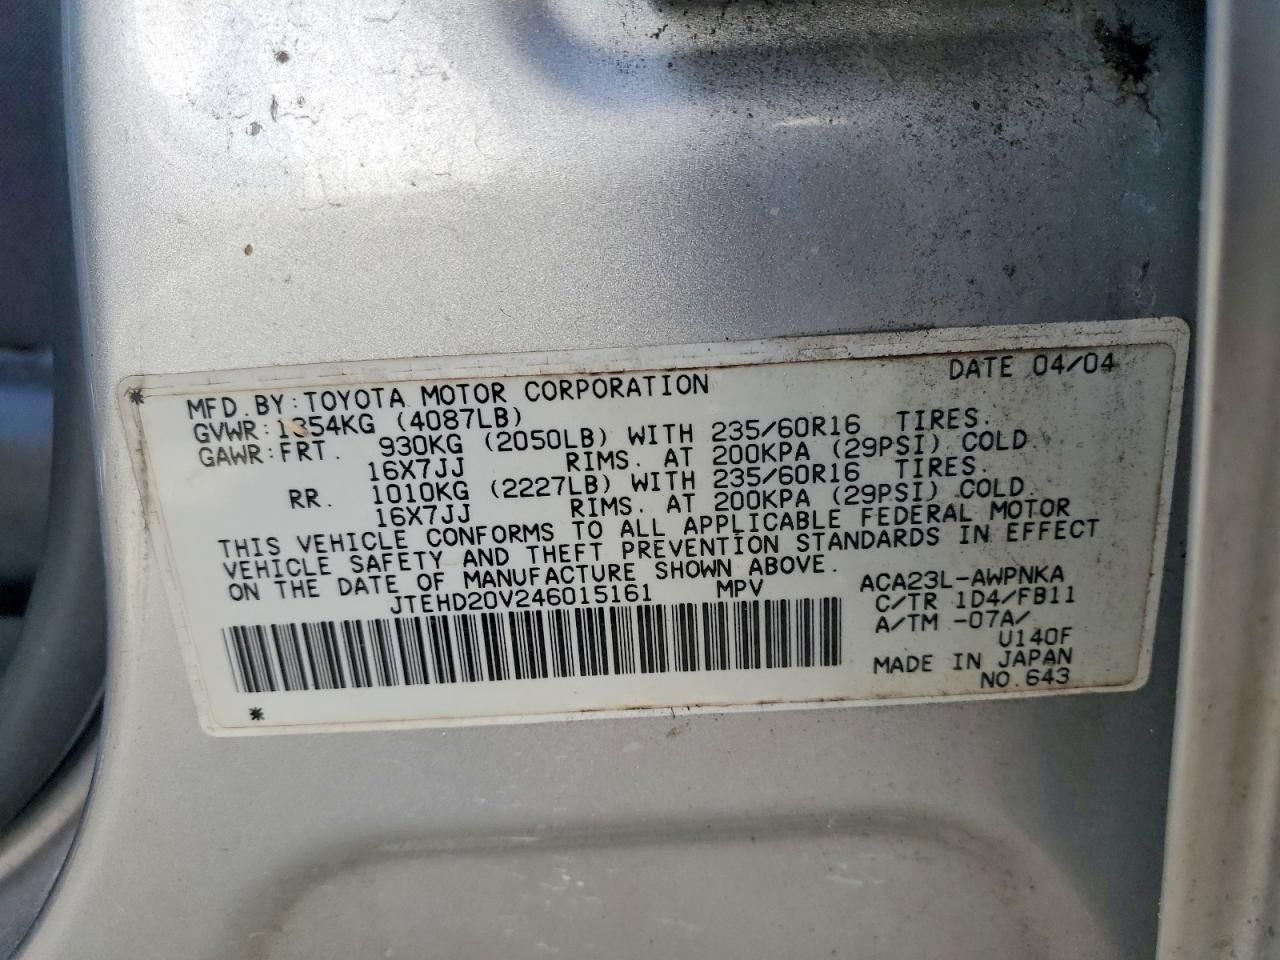 DATE 04/04
MFD. BY: TOYOTA MOTOR CORPORATION
GVWR: 1354KG (4087LB)
GAWR: FRT. 930KG (2050LB) WITH 235/60R16 TIRES.
16X7JJ RIMS. AT 200KPA (29PSI) COLD.
RR. 1010KG (2227LB) WITH 235/60R16 TIRES.
16X7JJ RIMS. AT 200KPA (29PSI) COLD
THIS VEHICLE CONFORMS TO ALL APPLICABLE FEDERAL MOTOR
VEHICLE SAFETY AND THEFT PREVENTION STANDARDS IN EFFECT
ON THE DATE OF MANUFACTURE SHOWN ABOVE.
JTEHD20V246015161 MPV
ACA23L-AWPNKA
C/TR 1D4/FB11
A/TM -07A/
U140F
MADE IN JAPAN
NO. 643